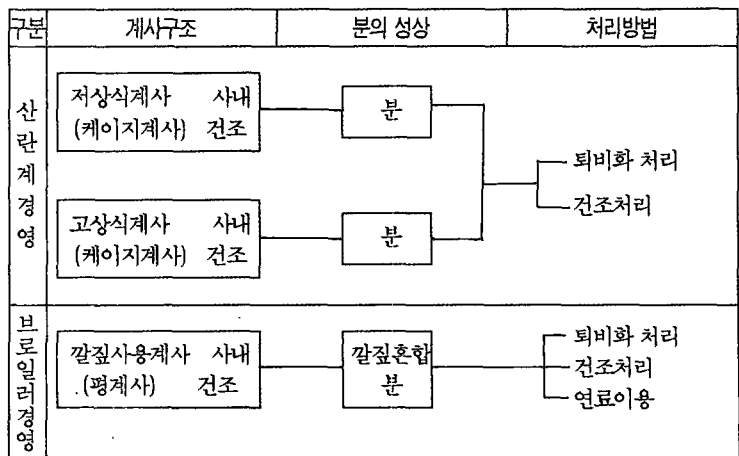 구분 계사구조 분의 성상 처리방법
산란계경영
저상식계사 사내
(케이지계사) 건조
분
고상식계사 사내
(케이지계사) 건조
분
퇴비화 처리
건조처리
브로일러경영
깔짚사용계사 사내
(평계사) 건조
깔짚혼합
분
퇴비화 처리
건조처리
연료이용